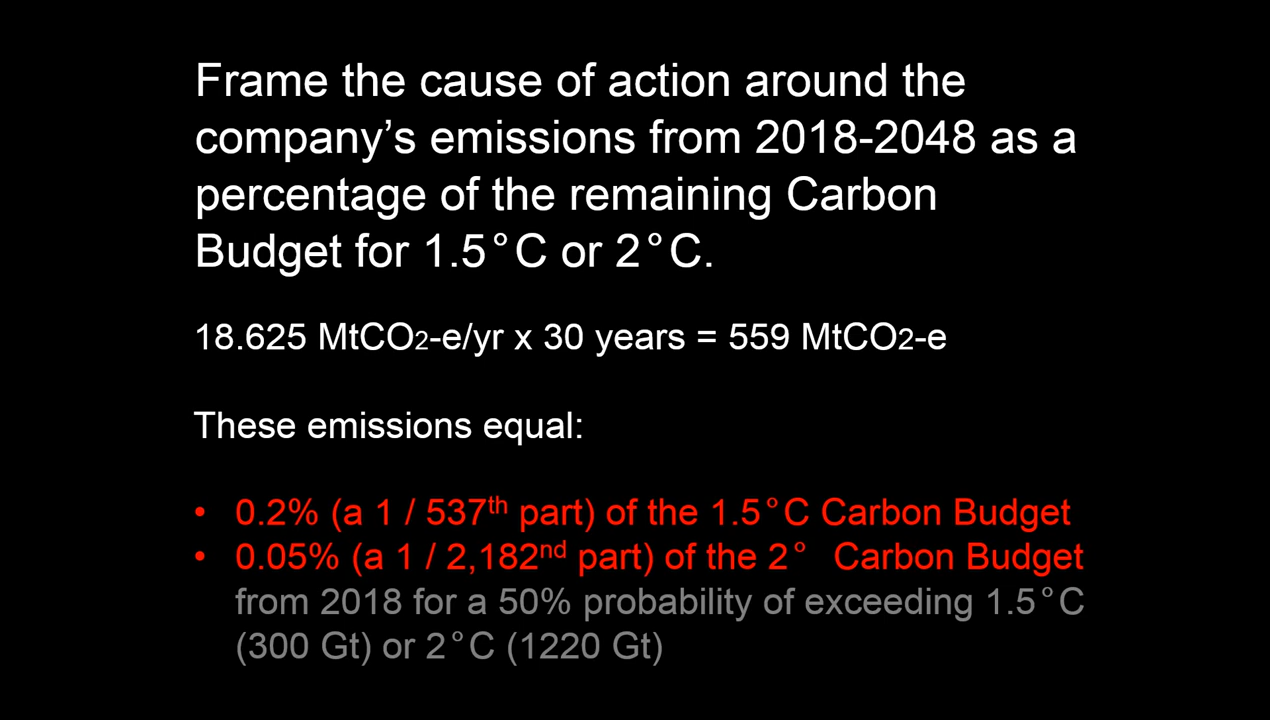 Frame the cause of action around the
company’s emissions from 2018-2048 as a
percentage of the remaining Carbon
Budget for 1.5°C or 2°C.
18.625 MtCO2-e/yr x 30 years = 559 MtCO2-e
These emissions equal:
• 0.2% (a 1 / 537th part) of the 1.5°C Carbon Budget
• 0.05% (a 1 / 2,182nd part) of the 2° Carbon Budget
from 2018 for a 50% probability of exceeding 1.5°C
(300 Gt) or 2°C (1220 Gt)